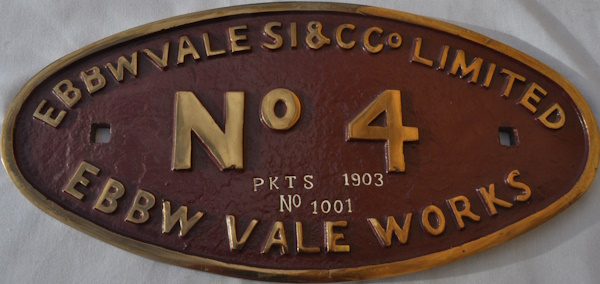 EBBW VALE SI&C Cº LIMITED
Nº 4
PKTS 1903
Nº 1001
EBBW VALE WORKS